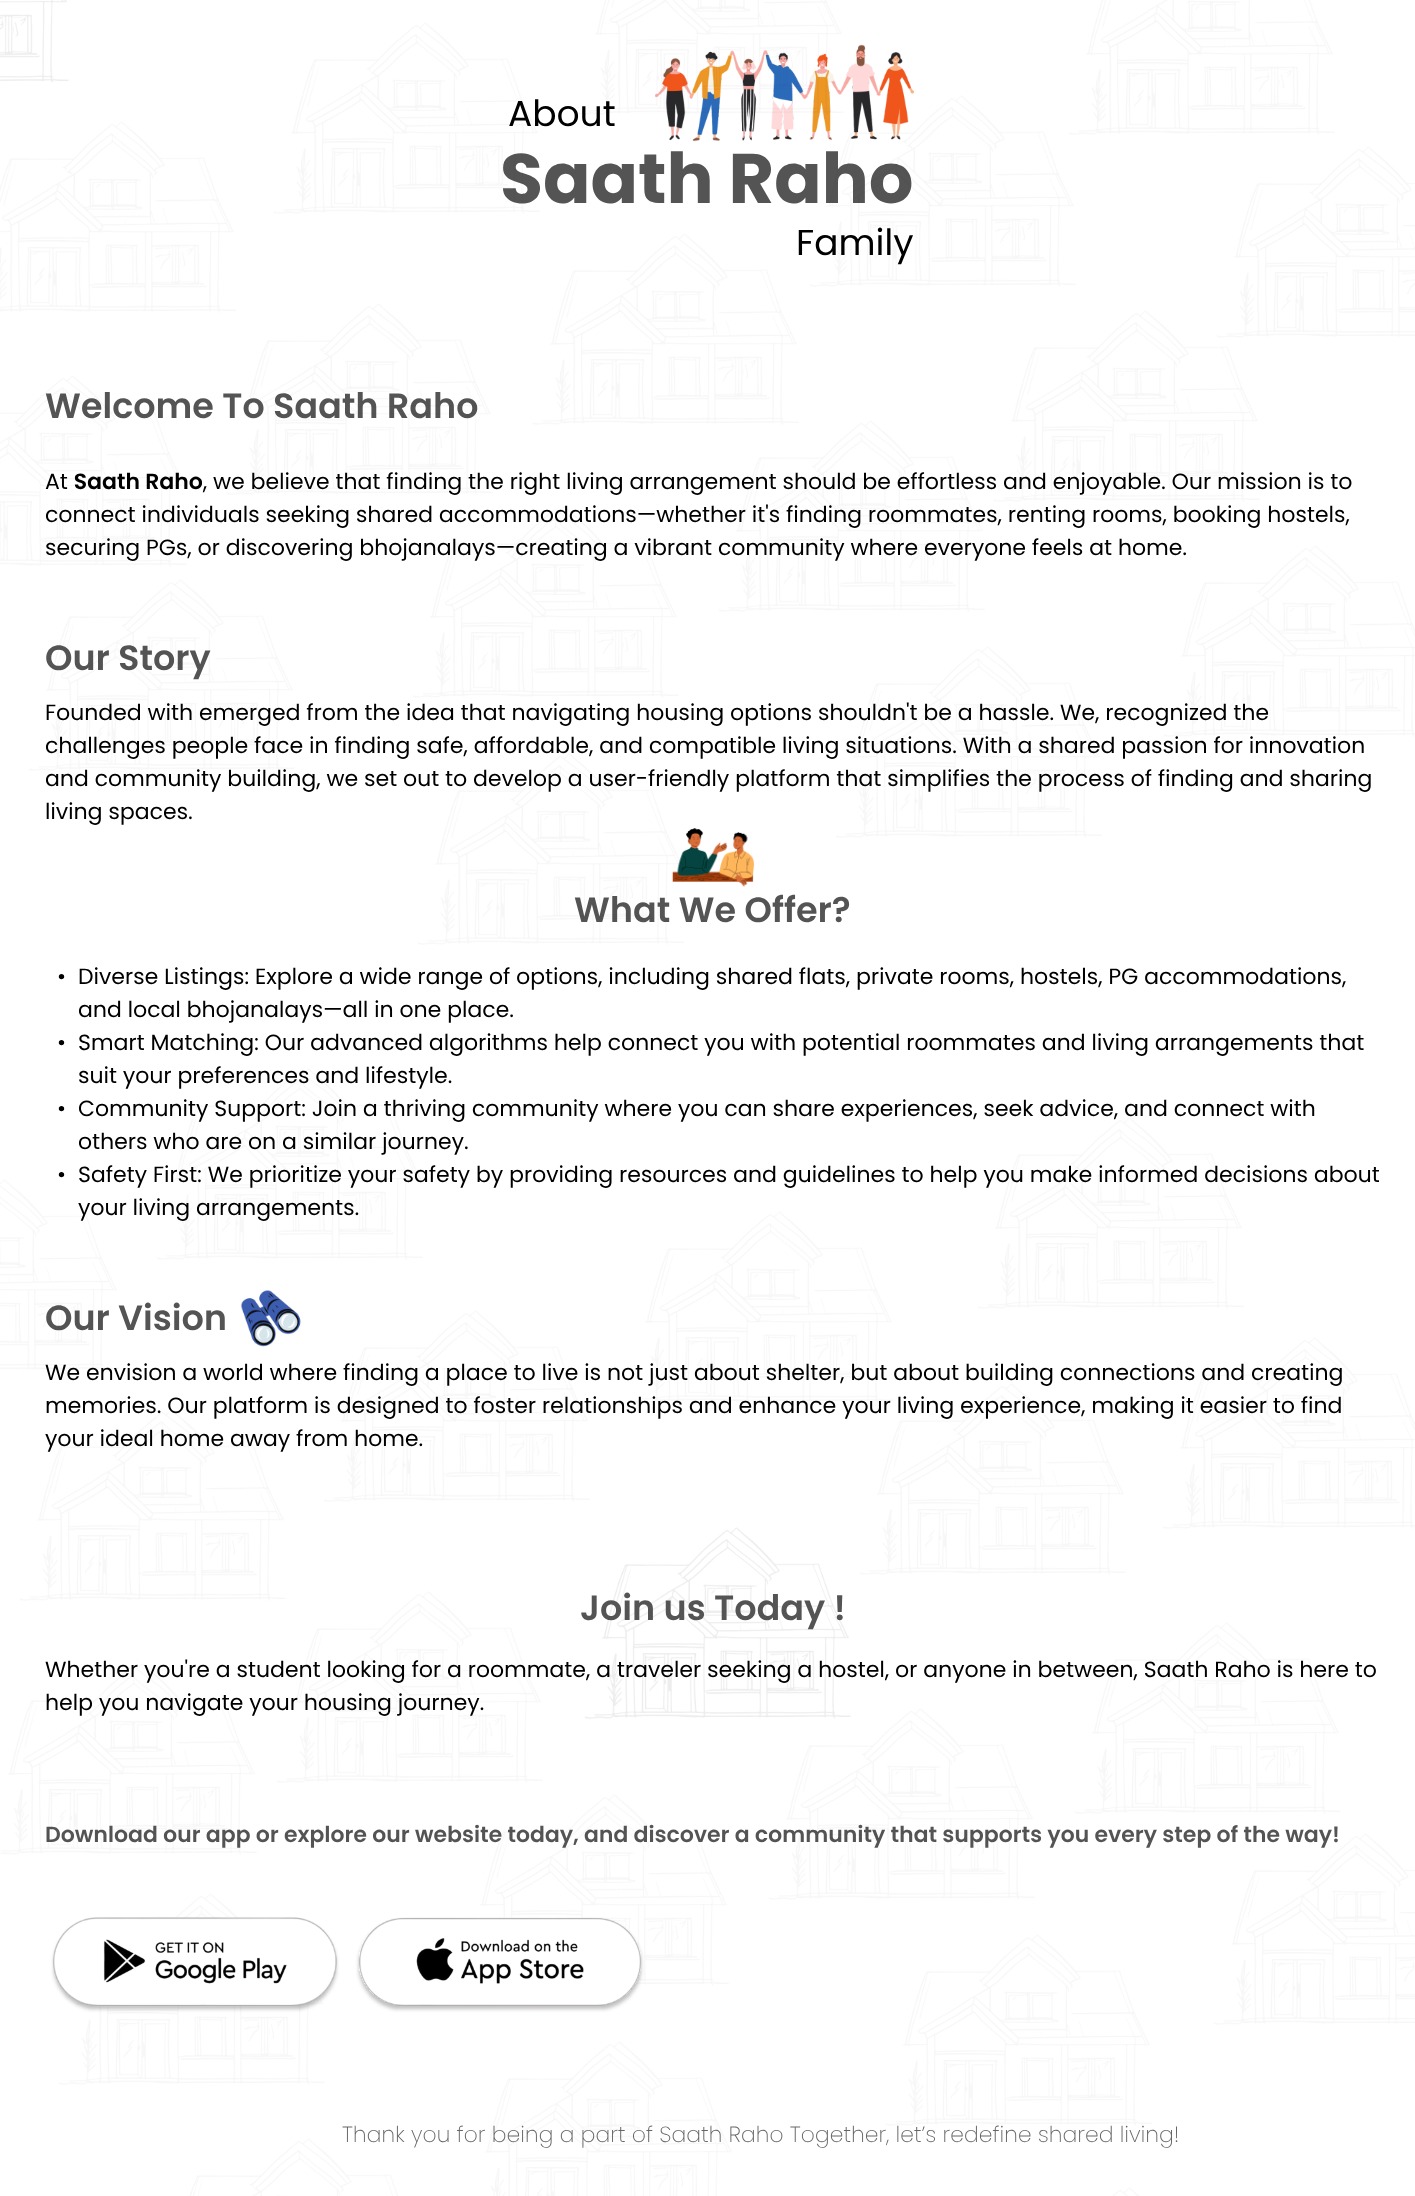 About
Saath Raho
Family
Welcome To Saath Raho
At Saath Raho, we believe that finding the right living arrangement should be effortless and enjoyable. Our mission is to
connect individuals seeking shared accommodations—whether it's finding roommates, renting rooms, booking hostels,
securing PGs, or discovering bhojanalays—creating a vibrant community where everyone feels at home.
Our Story
Founded with emerged from the idea that navigating housing options shouldn't be a hassle. We, recognized the
challenges people face in finding safe, affordable, and compatible living situations. With a shared passion for innovation
and community building, we set out to develop a user-friendly platform that simplifies the process of finding and sharing
living spaces.
What We Offer?
• Diverse Listings: Explore a wide range of options, including shared flats, private rooms, hostels, PG accommodations,
and local bhojanalays—all in one place.
• Smart Matching: Our advanced algorithms help connect you with potential roommates and living arrangements that
suit your preferences and lifestyle.
• Community Support: Join a thriving community where you can share experiences, seek advice, and connect with
others who are on a similar journey.
• Safety First: We prioritize your safety by providing resources and guidelines to help you make informed decisions about
your living arrangements.
Our Vision
We envision a world where finding a place to live is not just about shelter, but about building connections and creating
memories. Our platform is designed to foster relationships and enhance your living experience, making it easier to find
your ideal home away from home.
Join us Today !
Whether you're a student looking for a roommate, a traveler seeking a hostel, or anyone in between, Saath Raho is here to
help you navigate your housing journey.
Download our app or explore our website today, and discover a community that supports you every step of the way!
GET IT ON
Google Play
Download on the
App Store
Thank you for being a part of Saath Raho Together, let’s redefine shared living!